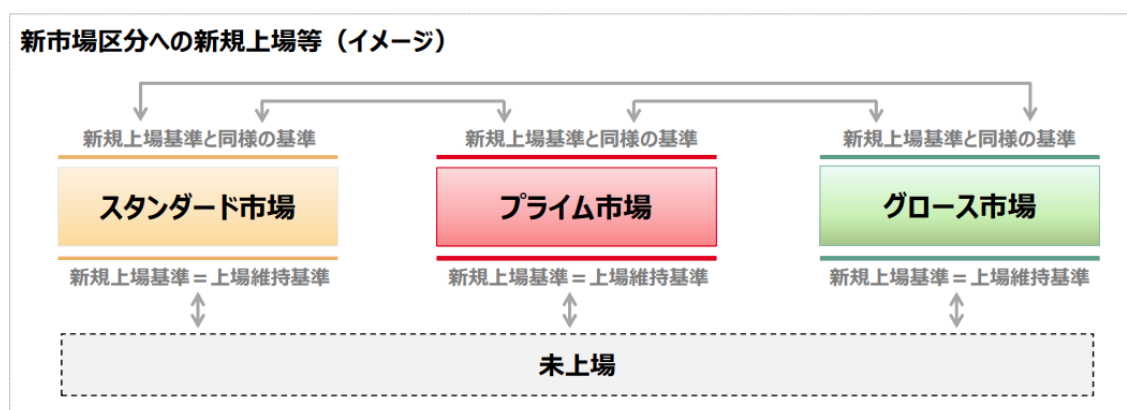 新市場区分への新規上場等（イメージ）
新規上場基準と同様の基準
新規上場基準と同様の基準
新規上場基準と同様の基準
スタンダード市場
プライム市場
グロース市場
新規上場基準＝上場維持基準
新規上場基準＝上場維持基準
新規上場基準＝上場維持基準
未上場